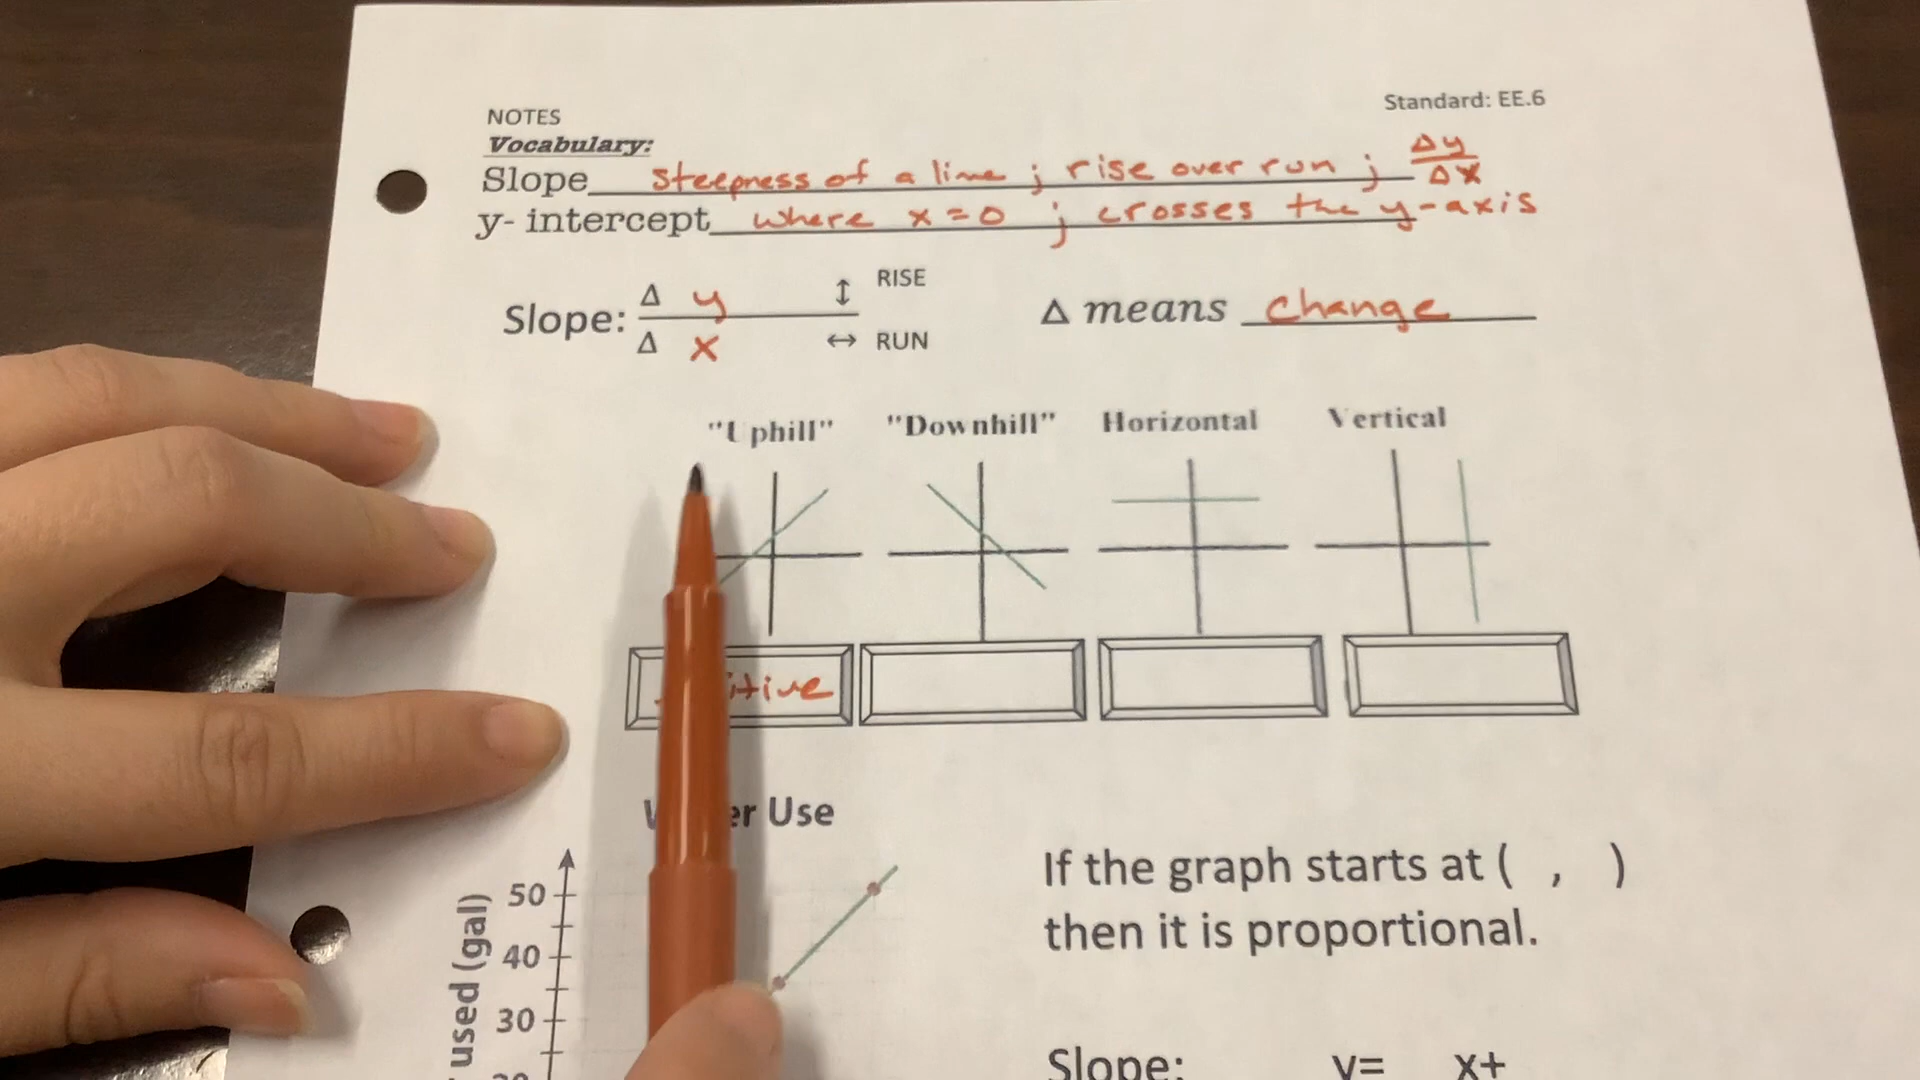 NOTES
Standard: EE.6
Vocabulary:
Slope steepness of a line ; rise over run ; Δy/Δx
y- intercept where x=0 ; crosses the y-axis
Slope: Δ y ↕ RISE
Δ x ↔ RUN
Δ means change
"Uphill" "Downhill" Horizontal Vertical
50
40
30
used (gal)
Use
If the graph starts at ( , )
then it is proportional.
Slope: y= x+